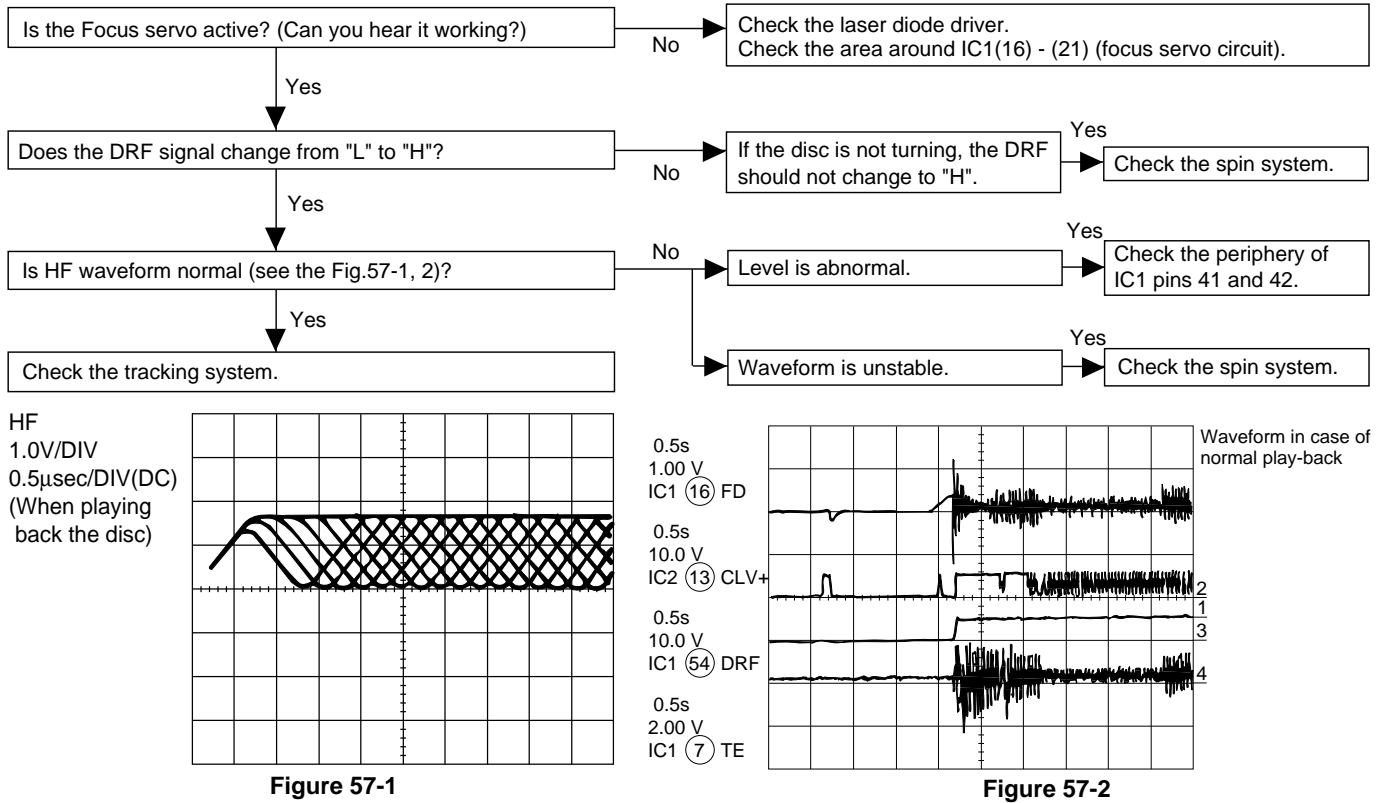 Is the Focus servo active? (Can you hear it working?)
No
Check the laser diode driver.
Check the area around IC1(16) - (21) (focus servo circuit).
Yes
Does the DRF signal change from "L" to "H"?
No
If the disc is not turning, the DRF
should not change to "H".
Yes
Check the spin system.
Yes
Is HF waveform normal (see the Fig.57-1, 2)?
No
Level is abnormal.
Yes
Check the periphery of
IC1 pins 41 and 42.
Yes
Waveform is unstable.
Yes
Check the spin system.
Check the tracking system.
HF
1.0V/DIV
0.5µsec/DIV(DC)
(When playing
back the disc)
Figure 57-1
0.5s
1.00 V
IC1 16 FD
0.5s
10.0 V
IC2 13 CLV+
0.5s
10.0 V
IC1 54 DRF
0.5s
2.00 V
IC1 7 TE
2
1
3
4
Waveform in case of
normal play-back
Figure 57-2